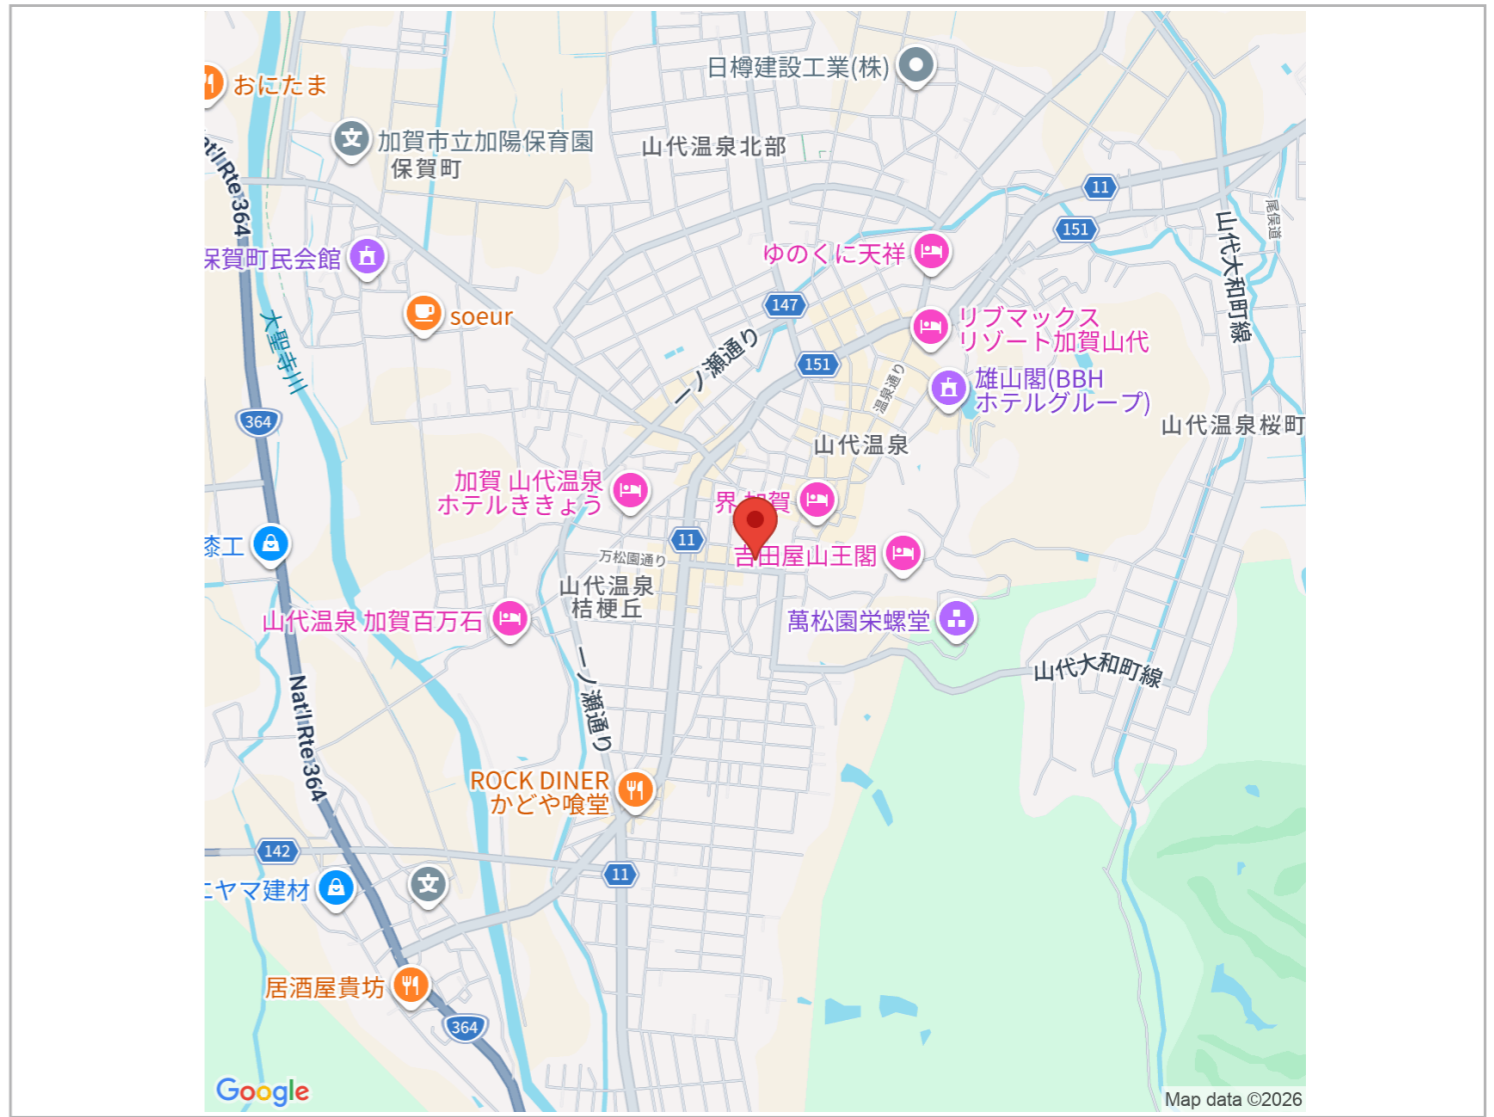 日樽建設工業(株)
おにたま
加賀市立加陽保育園
保賀町
山代温泉北部
Nat'l Rte 364
11
151
尾俣道
山代大和町線
保賀町民会館
ゆのくに天祥
147
soeur
リブマックス
リゾート加賀山代
大聖寺川
一ノ瀬通り
151
温泉通り
雄山閣(BBH
ホテルグループ)
364
山代温泉桜町
山代温泉
加賀 山代温泉
ホテルききょう
界 加賀
漆工
11
万松園通り
吉田屋山王閣
山代温泉
桔梗丘
山代温泉 加賀百万石
萬松園栄螺堂
山代大和町線
一ノ瀬通り
Nat'l Rte 364
ROCK DINER
かどや喰堂
142
ニヤマ建材
11
居酒屋貴坊
364
Google
Map data ©2026